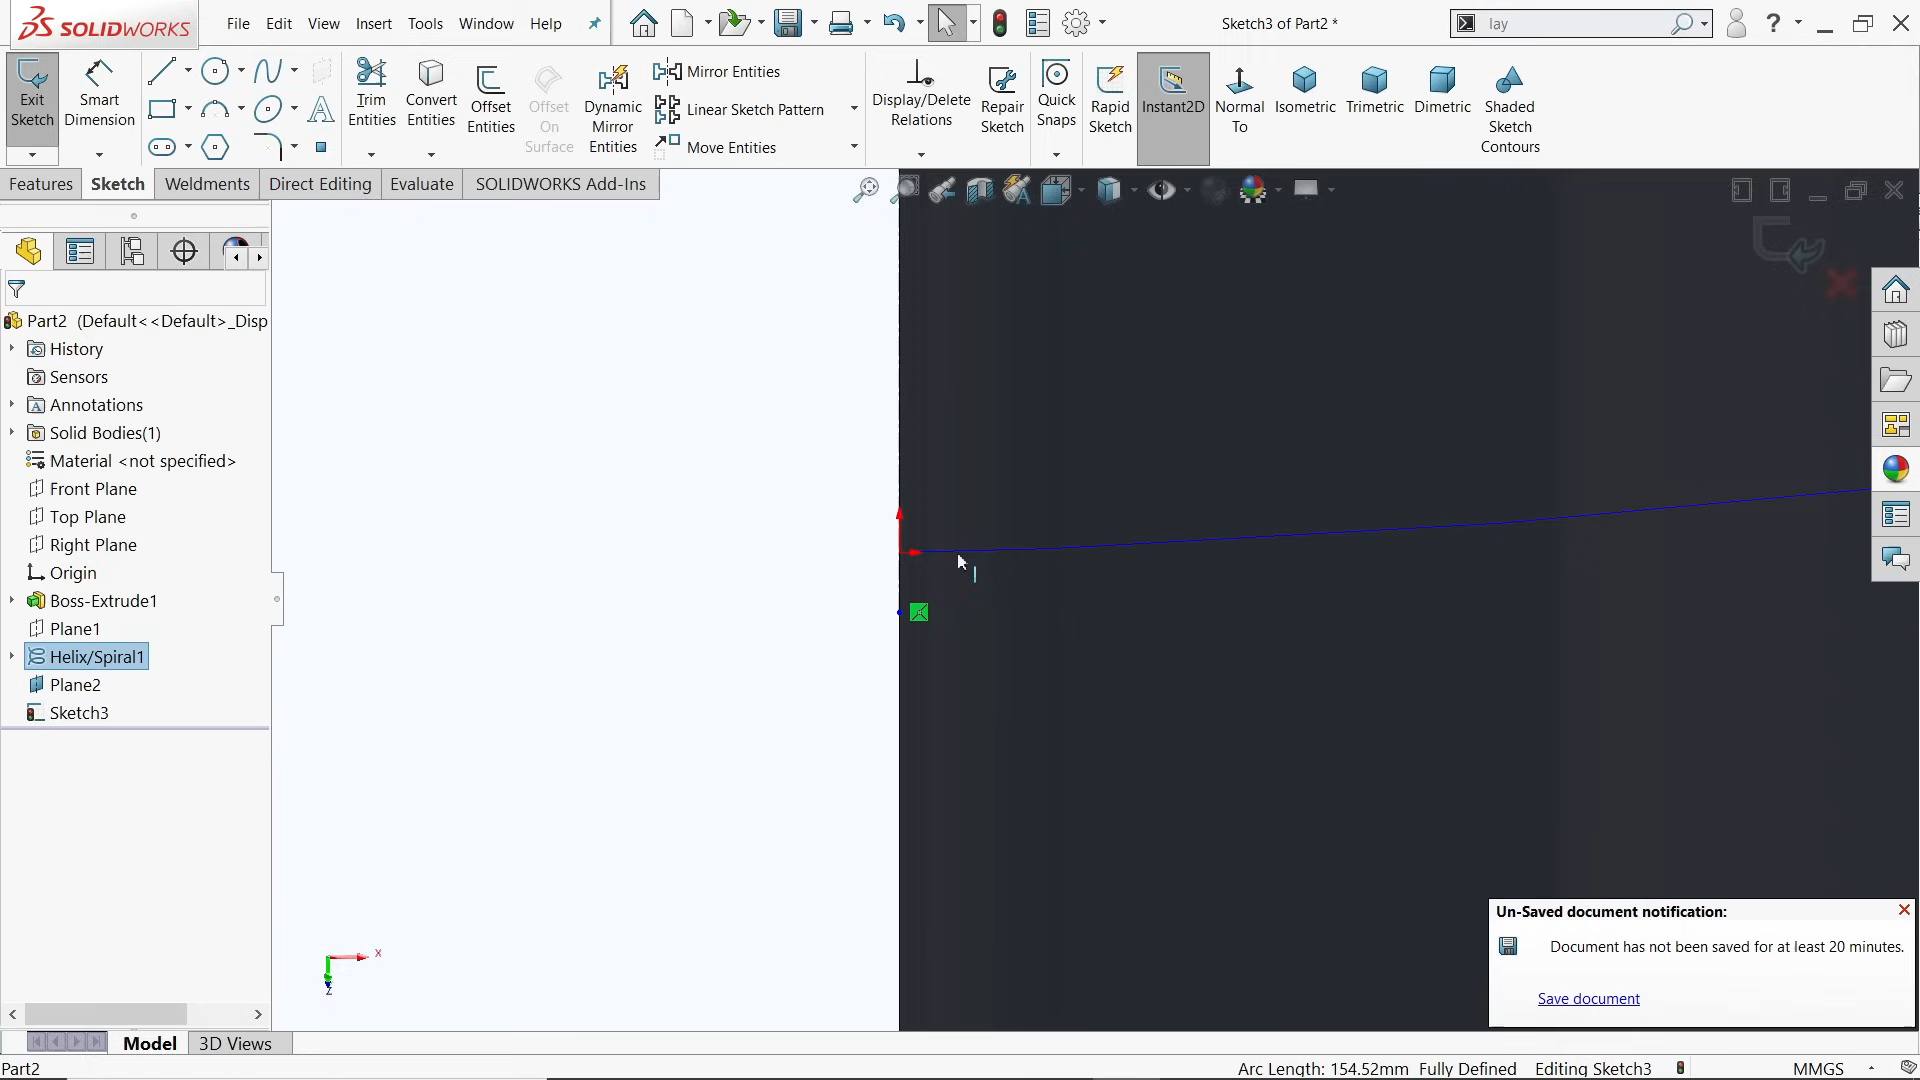 SOLIDWORKS
File Edit View Insert Tools Window Help
Sketch3 of Part2 *
lay
?
Exit Sketch
Smart Dimension
Trim Entities
Convert Entities
Offset Entities
Offset On Surface
Dynamic Mirror Entities
Mirror Entities
Linear Sketch Pattern
Move Entities
Display/Delete Relations
Repair Sketch
Quick Snaps
Rapid Sketch
Instant2D
Normal To
Isometric
Trimetric
Dimetric
Shaded Sketch Contours
Features Sketch Weldments Direct Editing Evaluate SOLIDWORKS Add-Ins
Part2 (Default<<Default>_Disp
History
Sensors
Annotations
Solid Bodies(1)
Material <not specified>
Front Plane
Top Plane
Right Plane
Origin
Boss-Extrude1
Plane1
Helix/Spiral1
Plane2
Sketch3
X
Z
Un-Saved document notification:
Document has not been saved for at least 20 minutes.
Save document
Model 3D Views
Part2 Arc Length: 154.52mm Fully Defined Editing Sketch3 MMGS